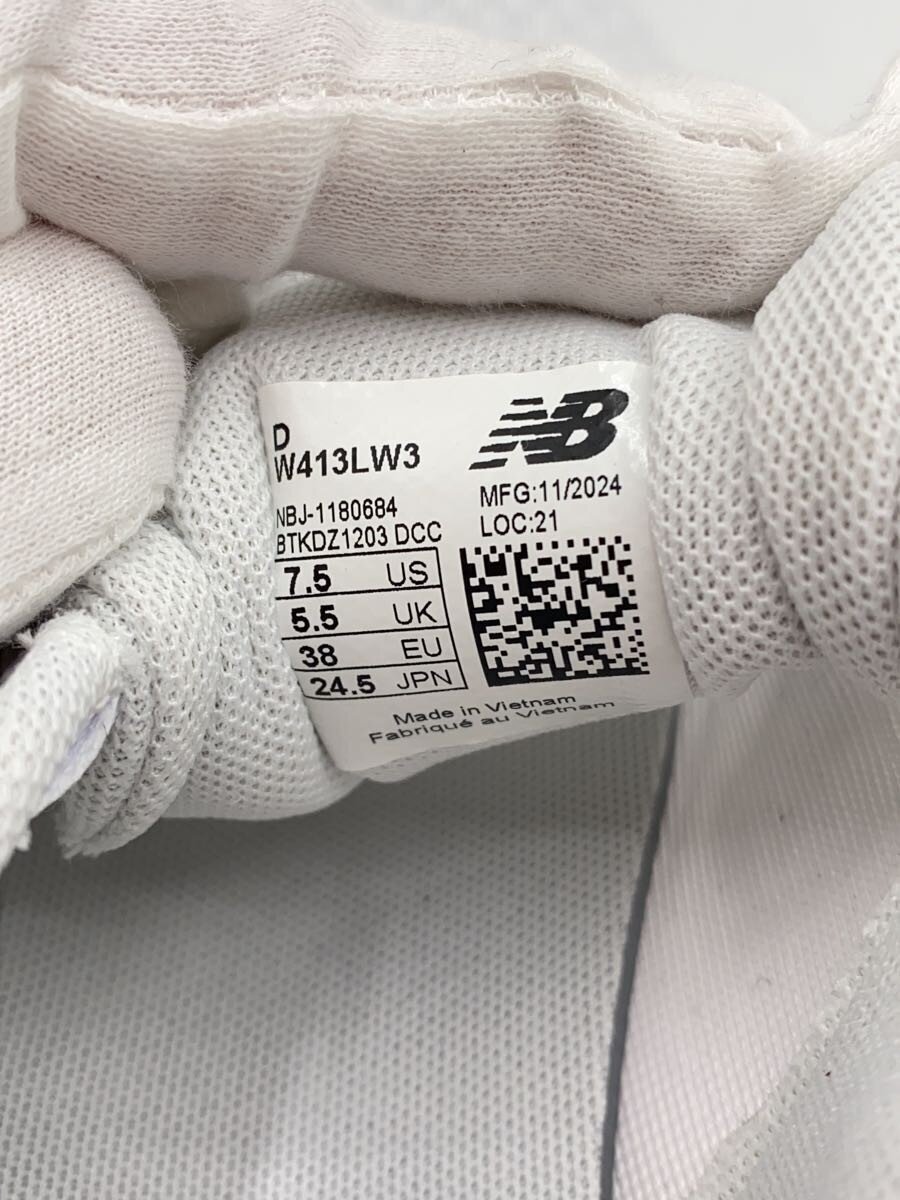 D
W413LW3
NBJ-1180684
BTKDZ1203 DCC
7.5 US
5.5 UK
38 EU
24.5 JPN
NB
MFG:11/2024
LOC:21
Made in Vietnam
Fabriqué au Vietnam